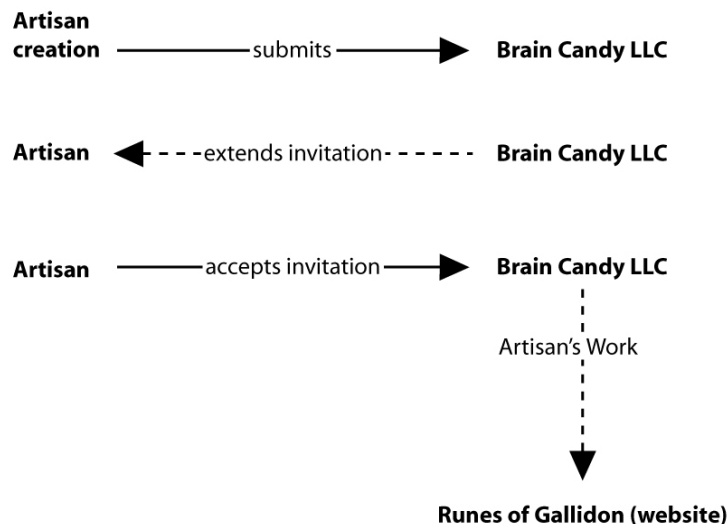 Artisan
creation submits Brain Candy LLC
Artisan extends invitation Brain Candy LLC
Artisan accepts invitation Brain Candy LLC
Artisan’s Work
Runes of Gallidon (website)